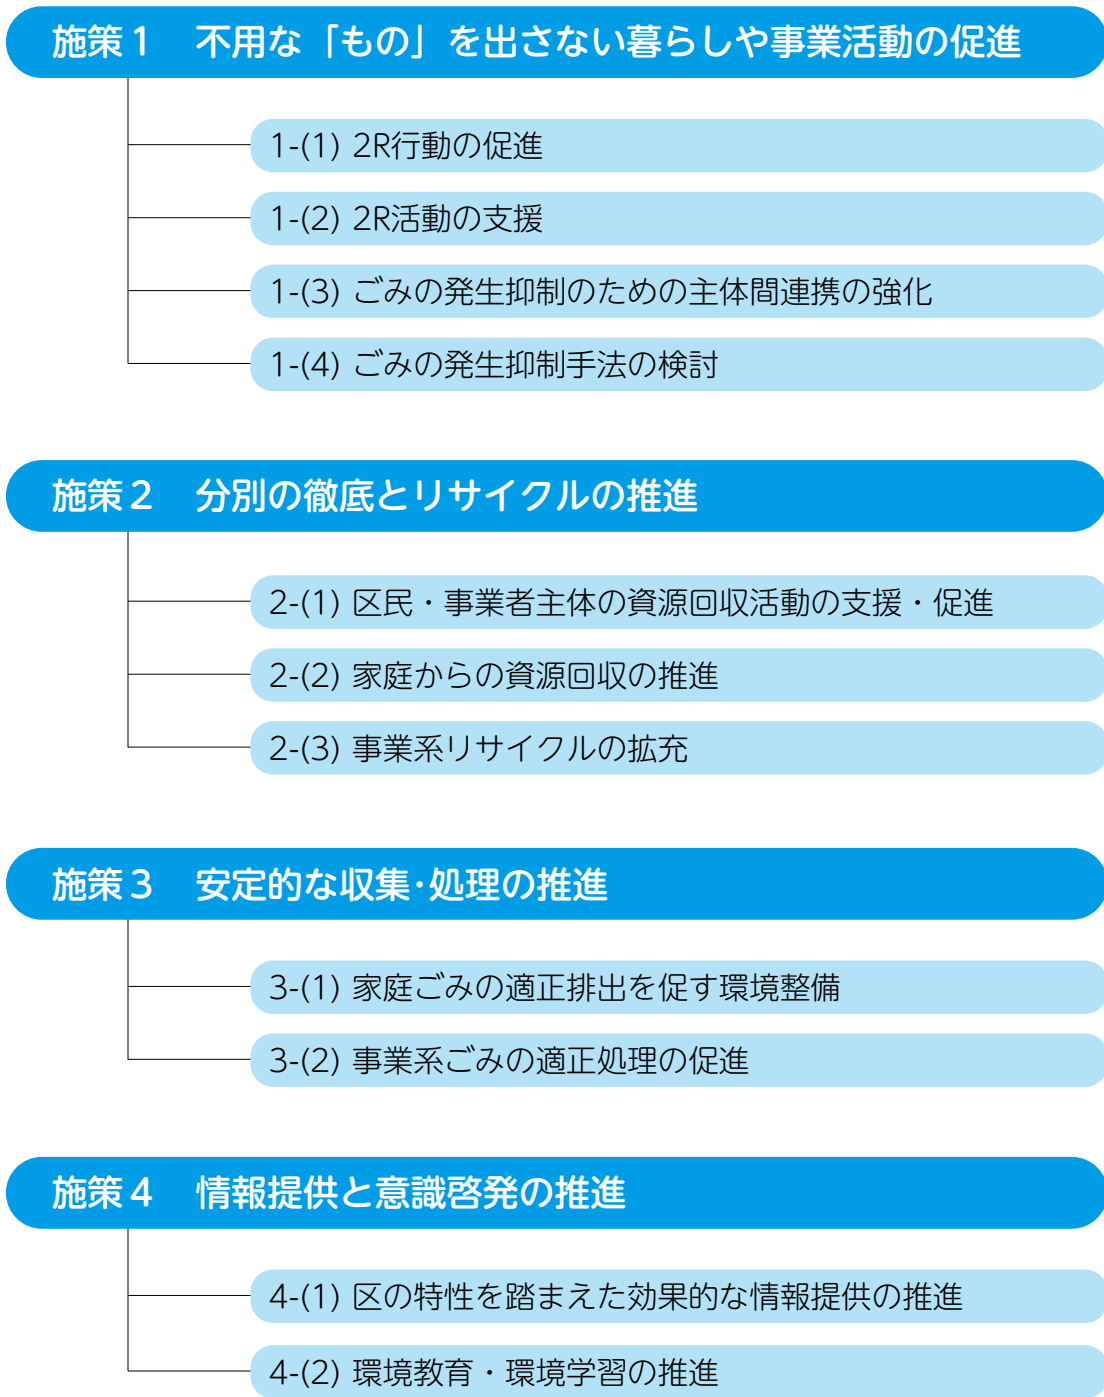 施策1 不用な「もの」を出さない暮らしや事業活動の促進
1-(1) 2R行動の促進
1-(2) 2R活動の支援
1-(3) ごみの発生抑制のための主体間連携の強化
1-(4) ごみの発生抑制手法の検討
施策2 分別の徹底とリサイクルの推進
2-(1) 区民・事業者主体の資源回収活動の支援・促進
2-(2) 家庭からの資源回収の推進
2-(3) 事業系リサイクルの拡充
施策3 安定的な収集・処理の推進
3-(1) 家庭ごみの適正排出を促す環境整備
3-(2) 事業系ごみの適正処理の促進
施策4 情報提供と意識啓発の推進
4-(1) 区の特性を踏まえた効果的な情報提供の推進
4-(2) 環境教育・環境学習の推進